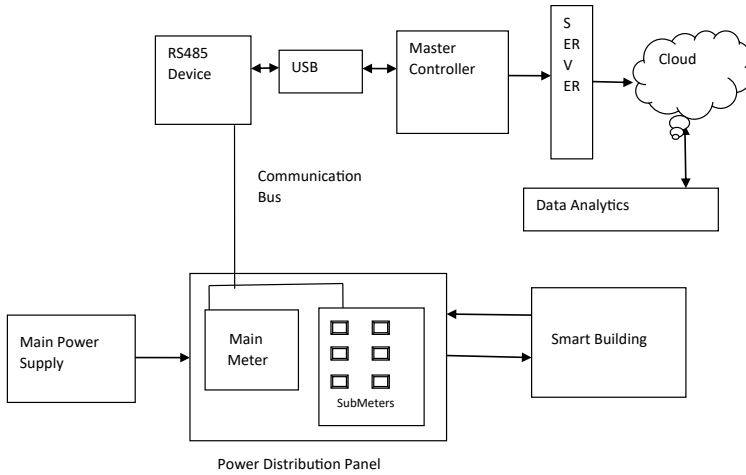 RS485
Device
USB
Master
Controller
S
ER
V
ER
Cloud
Communication
Bus
Data Analytics
Main Power
Supply
Main
Meter
SubMeters
Smart Building
Power Distribution Panel